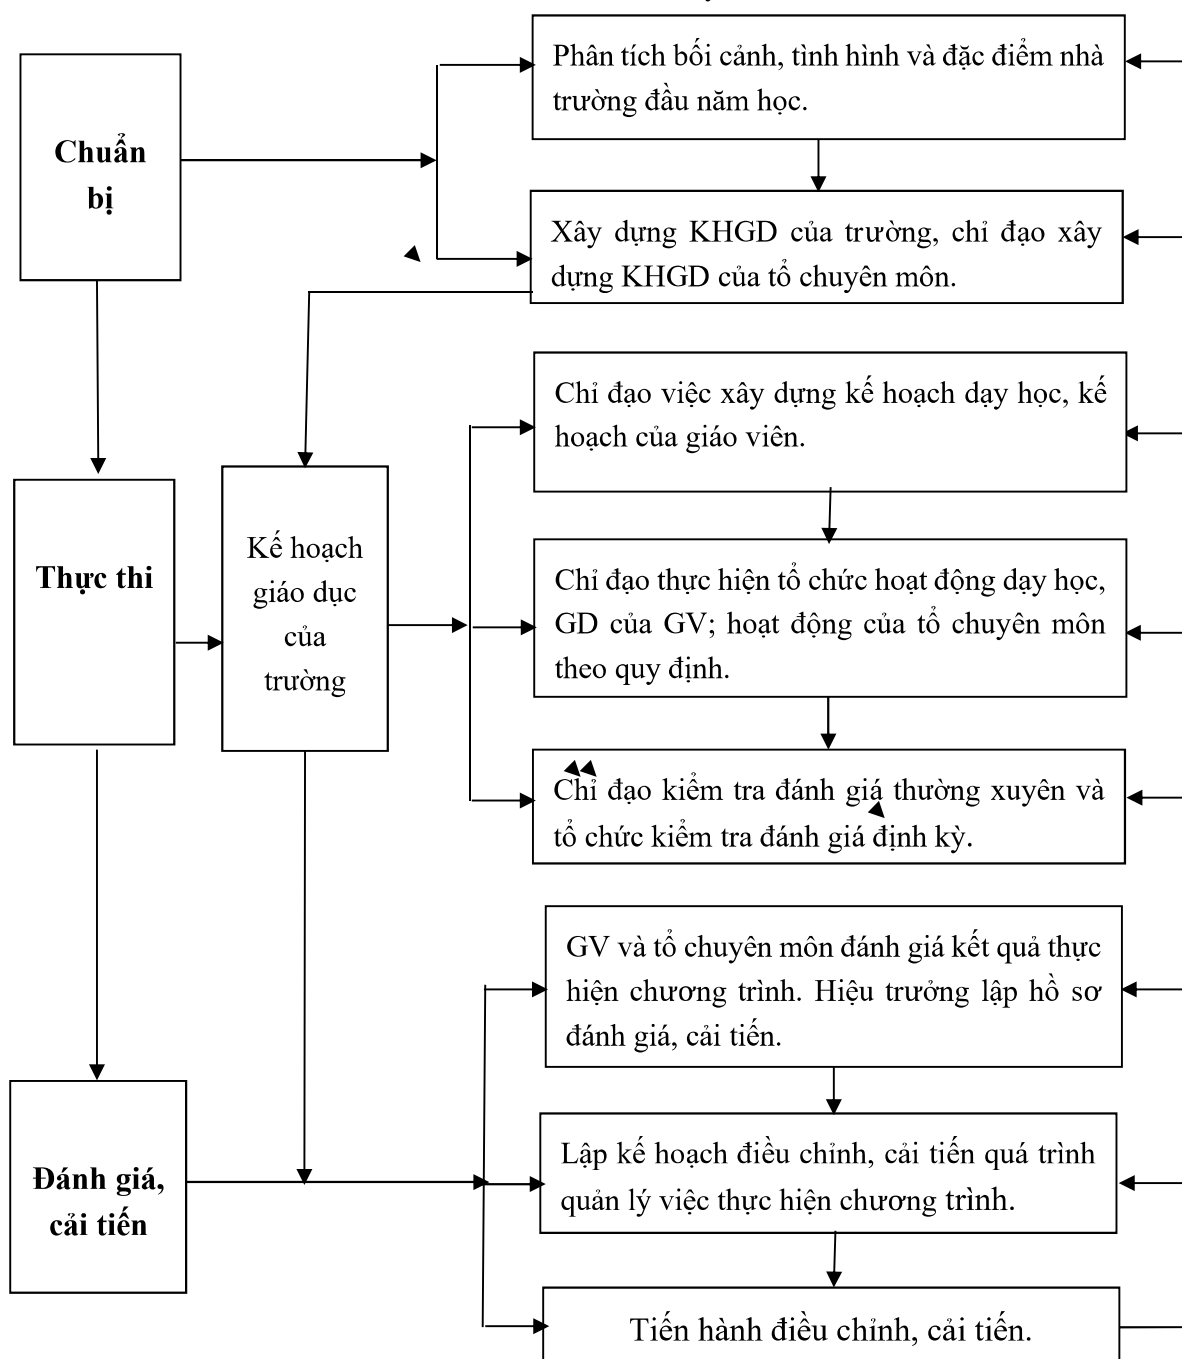 Phân tích bối cảnh, tình hình và đặc điểm nhà
trường đầu năm học.
Chuẩn
bị
Xây dựng KHGD của trường, chỉ đạo xây
dựng KHGD của tổ chuyên môn.
Chỉ đạo việc xây dựng kế hoạch dạy học, kế
hoạch của giáo viên.
Thực thi
Kế hoạch
giáo dục
của
trường
Chỉ đạo thực hiện tổ chức hoạt động dạy học,
GD của GV; hoạt động của tổ chuyên môn
theo quy định.
Chỉ đạo kiểm tra đánh giá thường xuyên và
tổ chức kiểm tra đánh giá định kỳ.
GV và tổ chuyên môn đánh giá kết quả thực
hiện chương trình. Hiệu trưởng lập hồ sơ
đánh giá, cải tiến.
Đánh giá,
cải tiến
Lập kế hoạch điều chỉnh, cải tiến quá trình
quản lý việc thực hiện chương trình.
Tiến hành điều chỉnh, cải tiến.